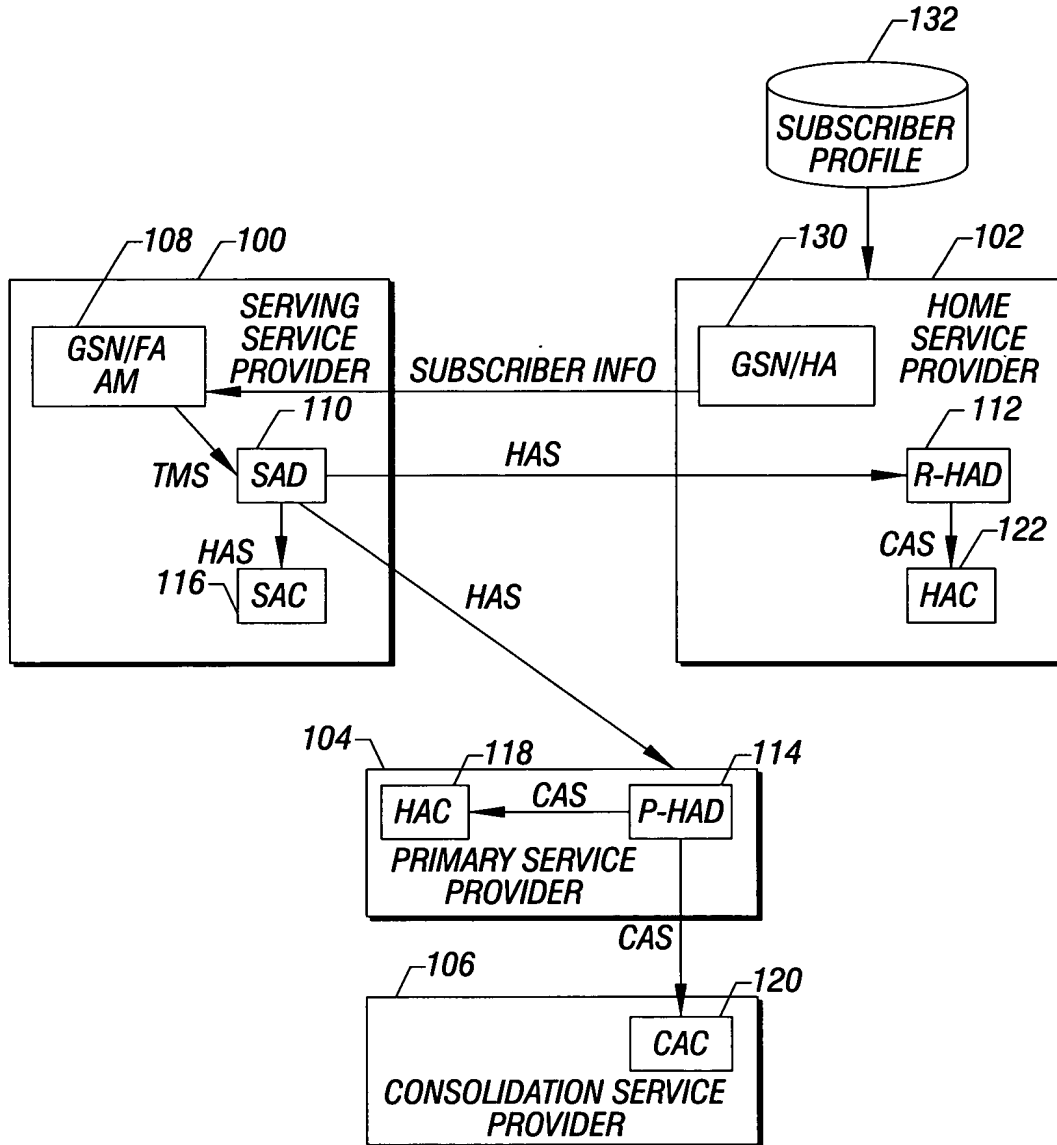 132
SUBSCRIBER
PROFILE
108
100
130
102
SERVING
SERVICE
PROVIDER
GSN/FA
AM
HOME
SERVICE
PROVIDER
GSN/HA
SUBSCRIBER INFO
110
112
TMS
SAD
HAS
R-HAD
HAS
CAS
122
116
SAC
HAC
HAS
104
118
114
HAC
CAS
P-HAD
PRIMARY SERVICE
PROVIDER
CAS
106
120
CAC
CONSOLIDATION SERVICE
PROVIDER